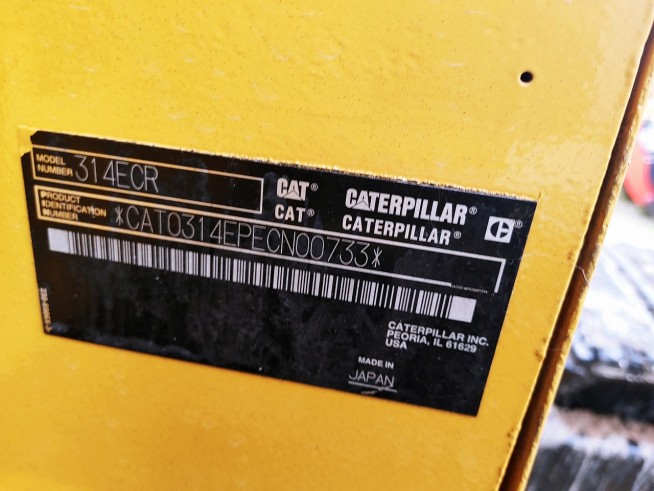 MODEL NUMBER 314ECR
CAT® CATERPILLAR®
CAT® CATERPILLAR®
PRODUCT IDENTIFICATION NUMBER *CAT0314EPECN00733*
CATERPILLAR INC.
PEORIA, IL 61629
USA
MADE IN
JAPAN